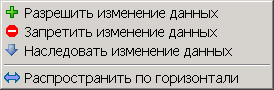 Разрешить изменение данных
Запретить изменение данных
Наследовать изменение данных
Распространить по горизонтали